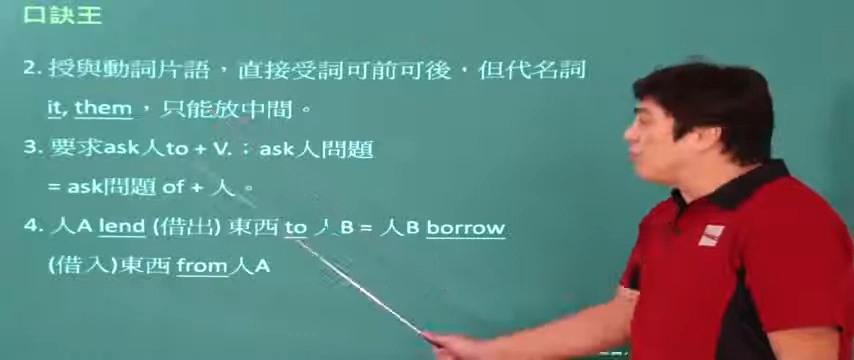 口訣王
2. 授與動詞片語，直接受詞可前可後，但代名詞
it, them，只能放中間。
3. 要求ask人to + V.；ask人問題
= ask問題 of + 人。
4. 人A lend (借出) 東西 to 人B = 人B borrow
(借入)東西 from人A